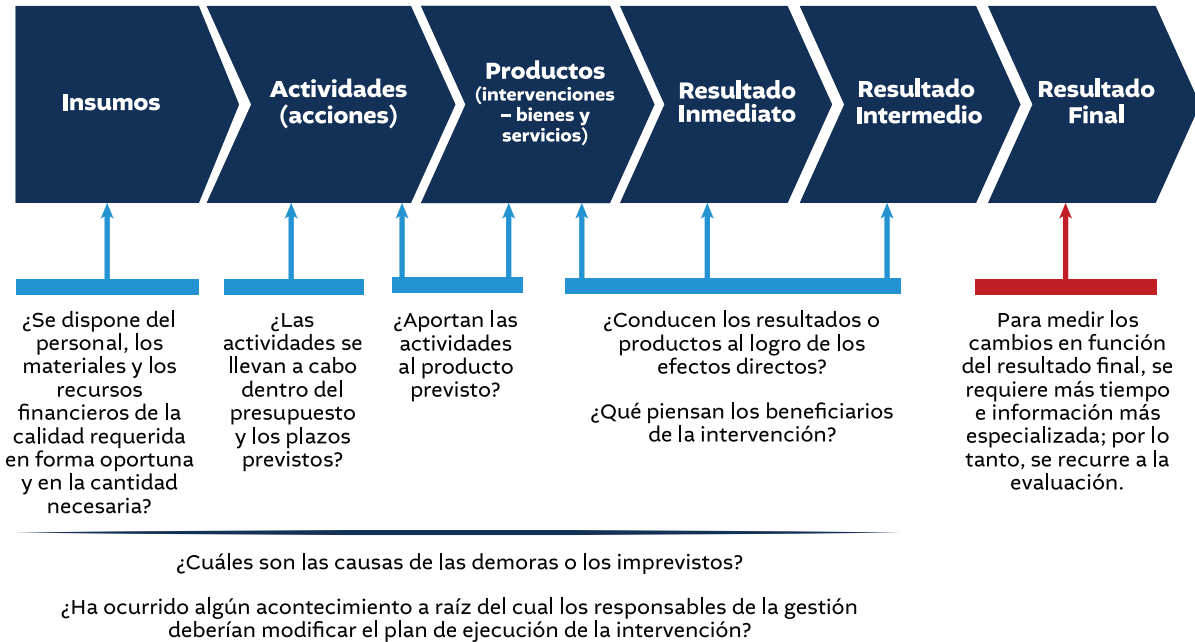 Insumos
Actividades
(acciones)
Productos
(intervenciones
– bienes y
servicios)
Resultado
Inmediato
Resultado
Intermedio
Resultado
Final
¿Se dispone del
personal, los
materiales y los
recursos
financieros de la
calidad requerida
en forma oportuna
y en la cantidad
necesaria?
¿Las
actividades se
llevan a cabo
dentro del
presupuesto
y los plazos
previstos?
¿Aportan las
actividades
al producto
previsto?
¿Conducen los resultados o
productos al logro de los
efectos directos?
¿Qué piensan los beneficiarios
de la intervención?
Para medir los
cambios en función
del resultado final, se
requiere más tiempo
e información más
especializada; por lo
tanto, se recurre a la
evaluación.
¿Cuáles son las causas de las demoras o los imprevistos?
¿Ha ocurrido algún acontecimiento a raíz del cual los responsables de la gestión
deberían modificar el plan de ejecución de la intervención?